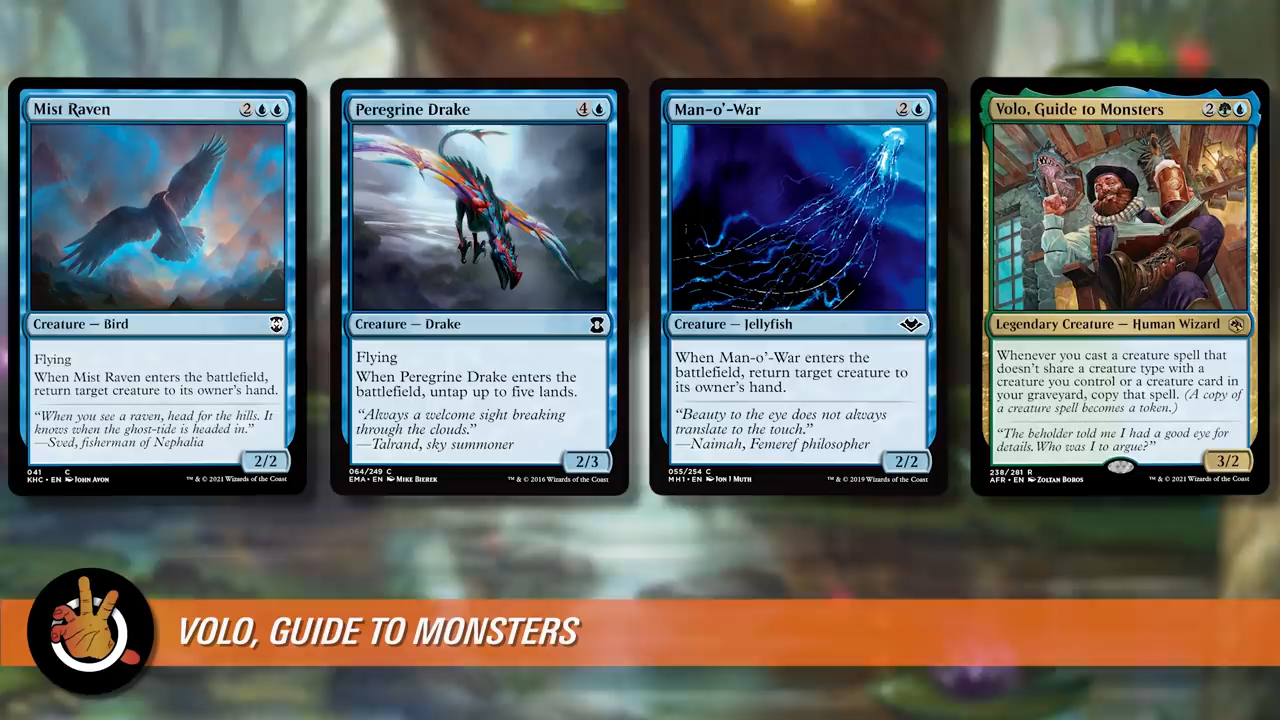 Mist Raven 2
Flying
When Mist Raven enters the
battlefield, return target creature to its owner's hand.
"When you see a raven, head for the hills. It
knows when the ghost-tide is headed in."
—Sved, fisherman of Nephalia
Creature — Bird
2/2
041 C
KHC • EN JOHN AVON ™ & © 2021 Wizards of the Coast
Peregrine Drake 4
Creature — Drake
Flying
When Peregrine Drake enters the
battlefield, untap up to five lands.
"Always a welcome sight breaking
through the clouds."
—Talrand, sky summoner
2/3
064/249 C
EMA • EN MIKE BIEREK ™ & © 2016 Wizards of the Coast
Man-o'-War 2
Creature — Jellyfish
When Man-o'-War enters the
battlefield, return target creature to
its owner's hand.
"Beauty to the eye does not always
translate to the touch."
—Naimah, Femeref philosopher
2/2
055/254 C
MH1 • EN JON J MUTH ™ & © 2019 Wizards of the Coast
Volo, Guide to Monsters 2
Legendary Creature — Human Wizard
Whenever you cast a creature spell that
doesn't share a creature type with a
creature you control or a creature card in
your graveyard, copy that spell. (A copy of
a creature spell becomes a token.)
"The beholder told me I had a good eye for
details. Who was I to argue?"
3/2
238/281 R
AFR • EN ZOLTAN BOROS ™ & © 2021 Wizards of the Coast
VOLO, GUIDE TO MONSTERS